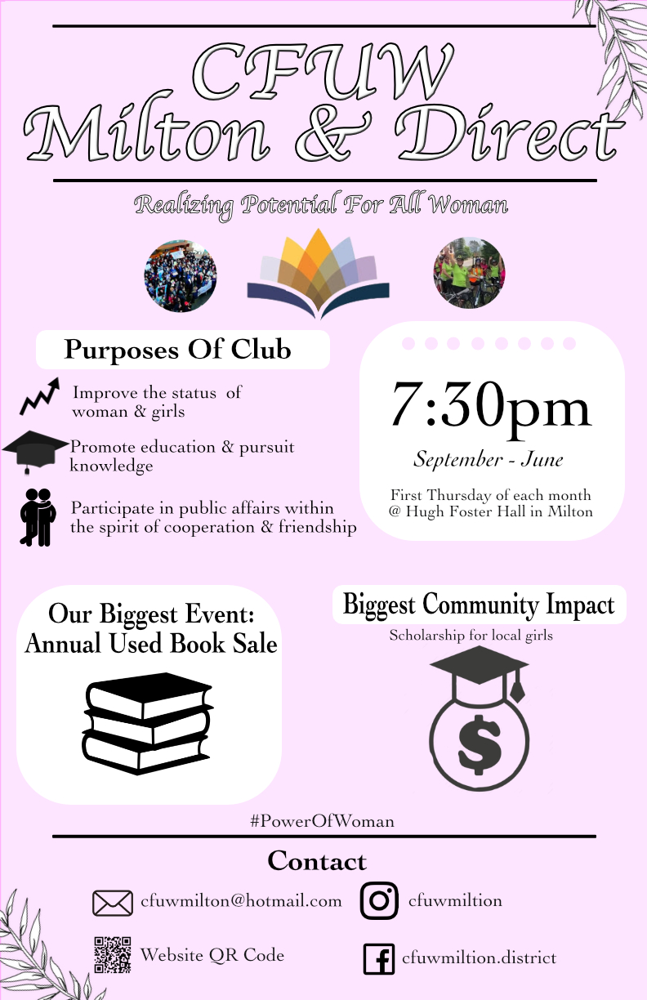 CFUW
Milton & Direct
Realizing Potential For All Woman
Purposes Of Club
Improve the status of
woman & girls
Promote education & pursuit
knowledge
Participate in public affairs within
the spirit of cooperation & friendship
7:30pm
September - June
First Thursday of each month
@ Hugh Foster Hall in Milton
Our Biggest Event:
Annual Used Book Sale
Biggest Community Impact
Scholarship for local girls
$
#PowerOfWoman
Contact
cfuwmilton@hotmail.com
cfuwmiltion
Website QR Code
cfuwmiltion.district